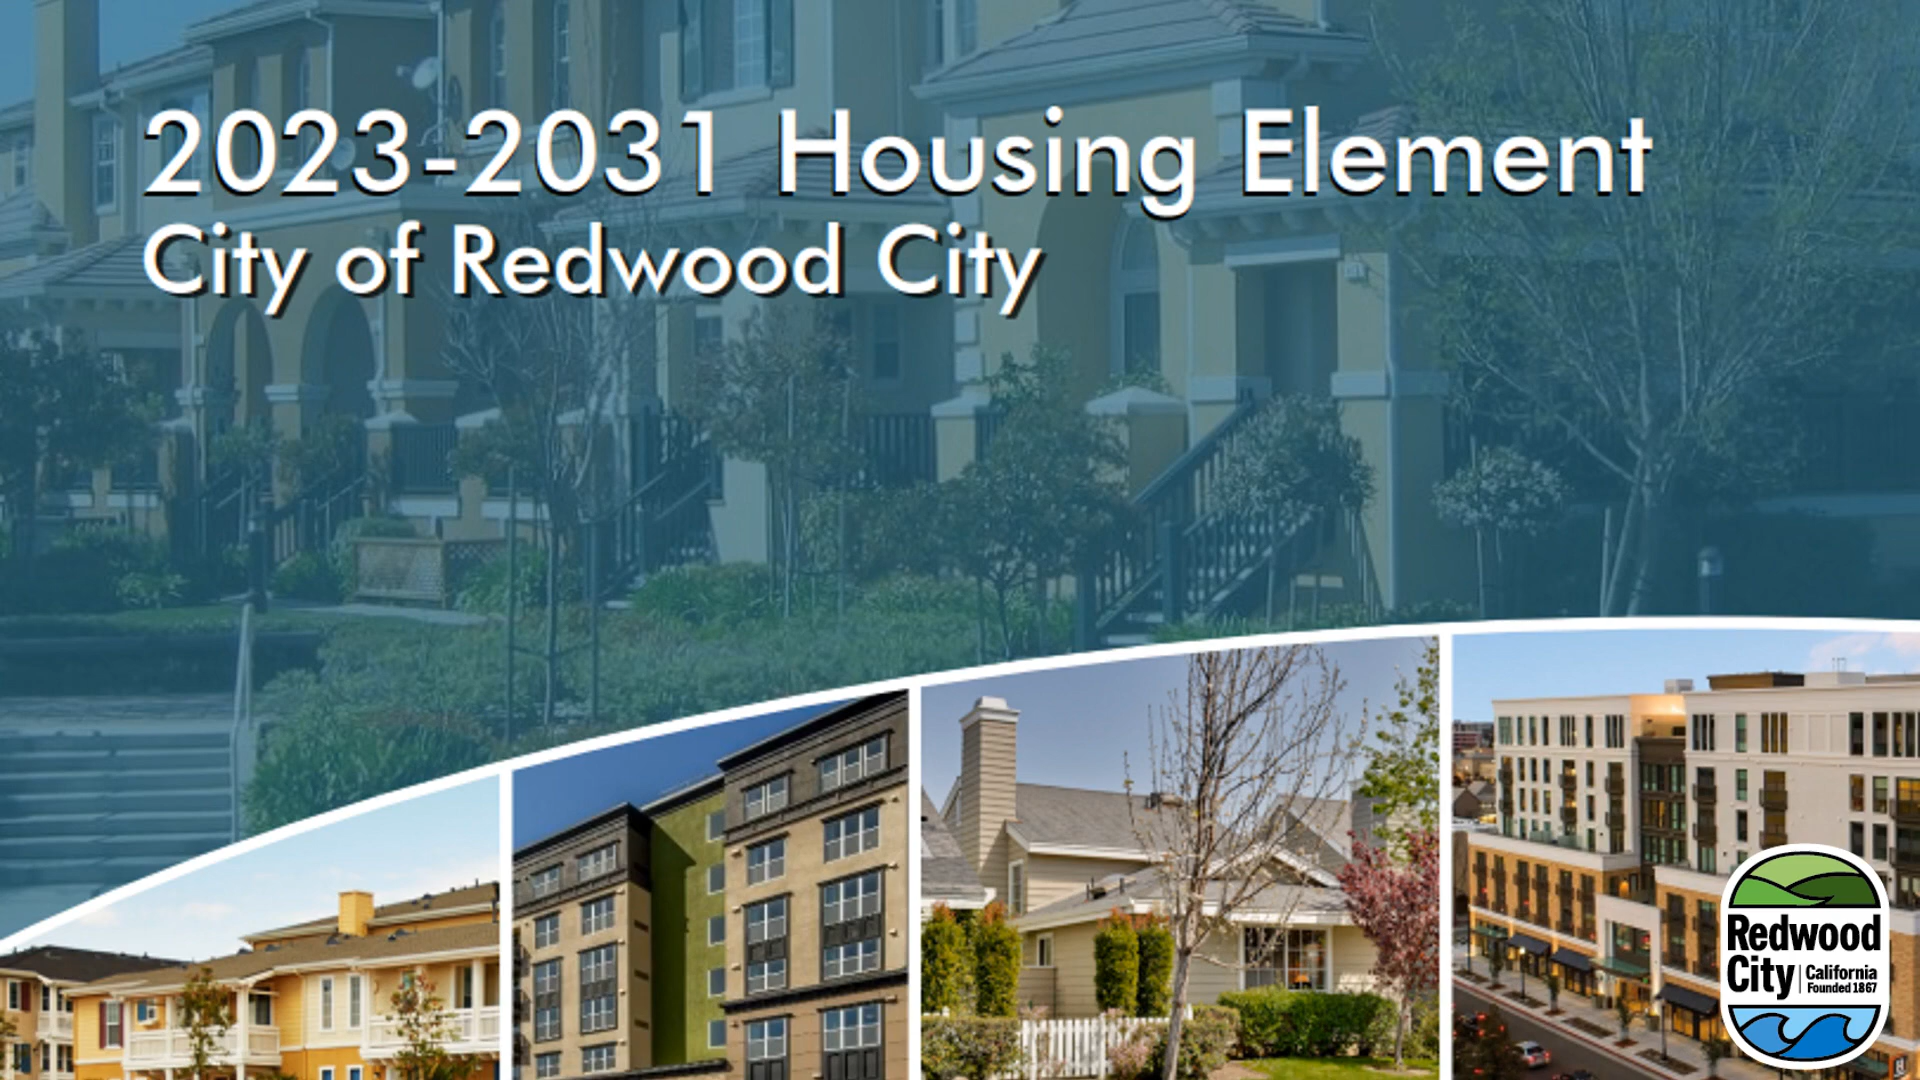 2023-2031 Housing Element
City of Redwood City
Redwood
City
California
Founded 1867